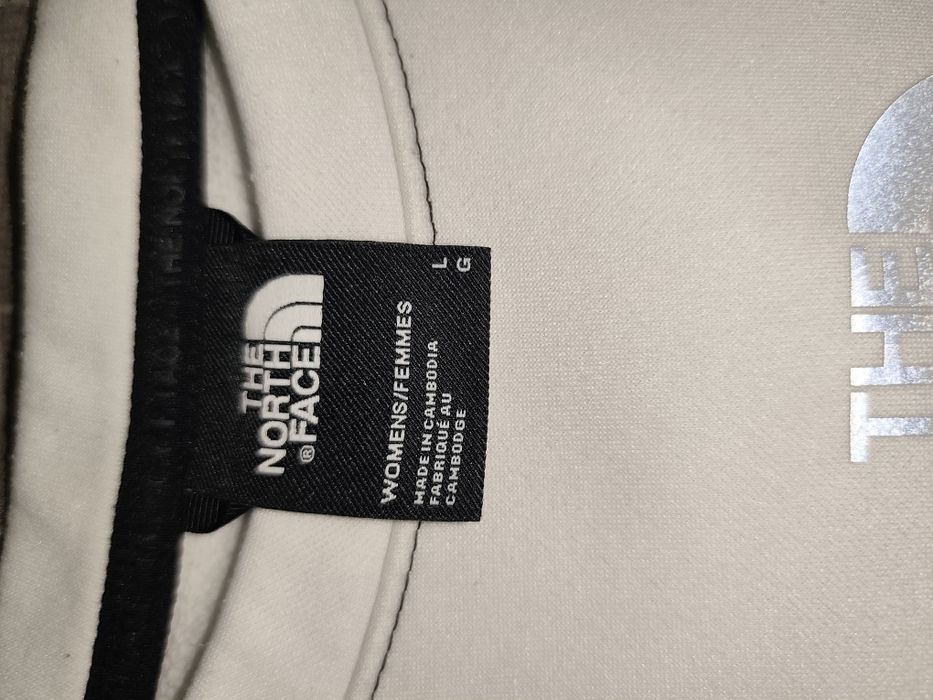 THE
NORTH
FACE®
WOMENS/FEMMES
L
MADE IN CAMBODIA
FABRIQUÉ AU
CAMBODGE
G
THE